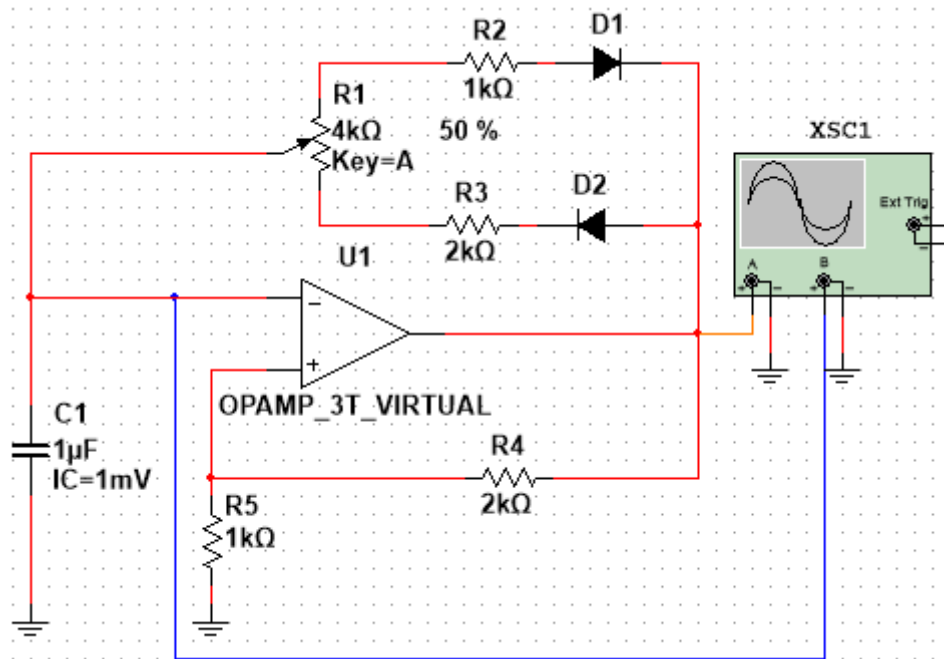 R2
1kΩ
D1
R1
4kΩ
Key=A
50 %
XSC1
Ext Trig
+
−
A
B
+
−
+
−
R3
2kΩ
D2
U1
−
+
OPAMP_3T_VIRTUAL
C1
1µF
IC=1mV
R4
2kΩ
R5
1kΩ